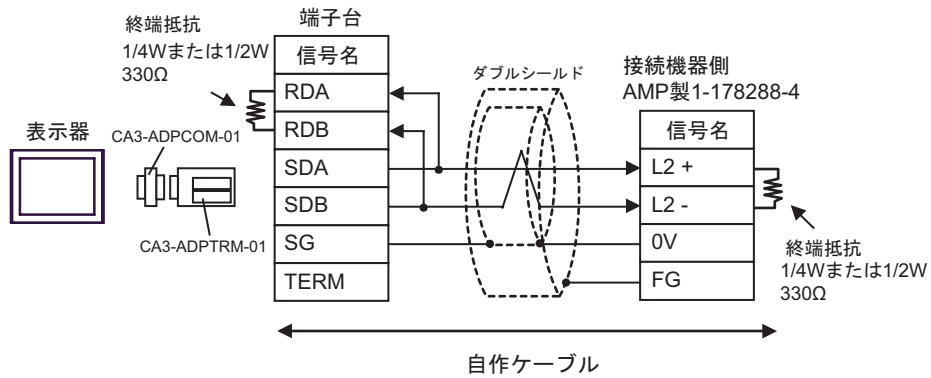 終端抵抗
1/4Wまたは1/2W
330Ω
端子台
信号名
RDA
RDB
SDA
SDB
SG
TERM
表示器
CA3-ADPCOM-01
CA3-ADPTRM-01
ダブルシールド
接続機器側
AMP製1-178288-4
信号名
L2 +
L2 -
0V
FG
終端抵抗
1/4Wまたは1/2W
330Ω
自作ケーブル